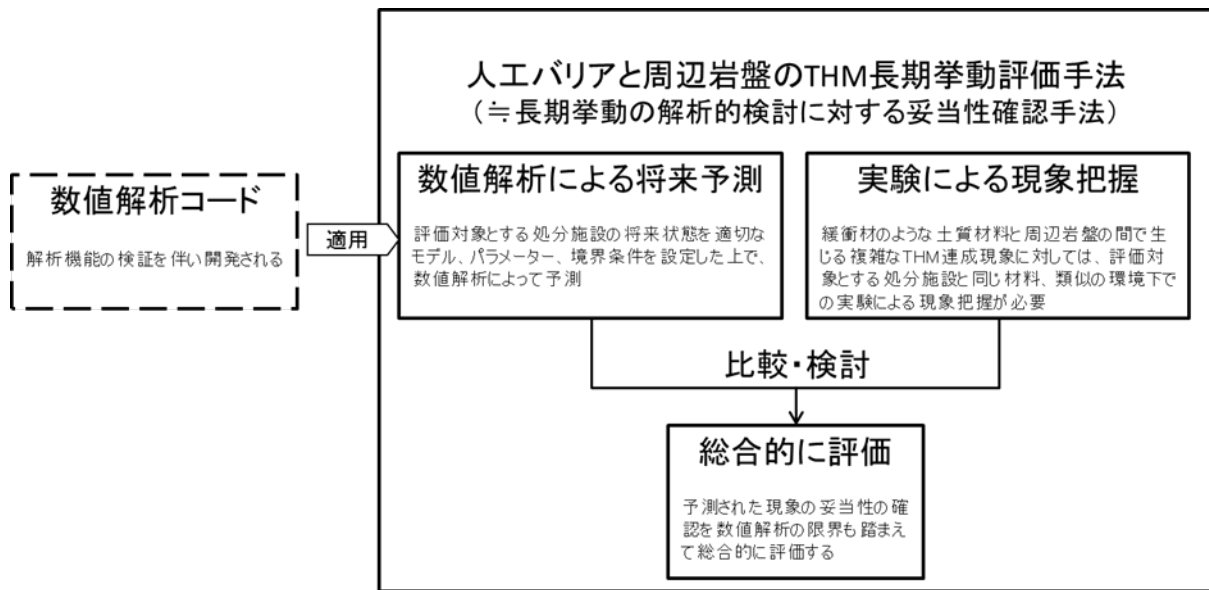 人工バリアと周辺岩盤のTHM長期挙動評価手法
（≒長期挙動の解析的検討に対する妥当性確認手法）
数値解析コード
解析機能の検証を伴い開発される
適用
数値解析による将来予測
評価対象とする処分施設の将来状態を適切な
モデル、パラメーター、境界条件を設定した上で、
数値解析によって予測
実験による現象把握
緩衝材のような土質材料と周辺岩盤の間で生
じる複雑なTHM連成現象に対しては、評価対
象とする処分施設と同じ材料、類似の環境下で
の実験による現象把握が必要
比較・検討
総合的に評価
予測された現象の妥当性の確
認を数値解析の限界も踏まえ
て総合的に評価する